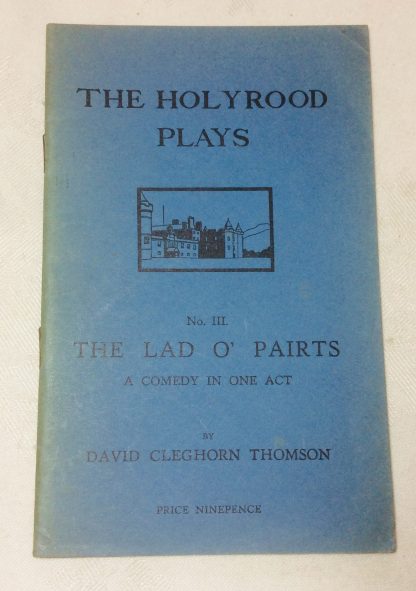 THE HOLYROOD
PLAYS
No. III.
THE LAD O' PAIRTS
A COMEDY IN ONE ACT
BY
DAVID CLEGHORN THOMSON
PRICE NINEPENCE